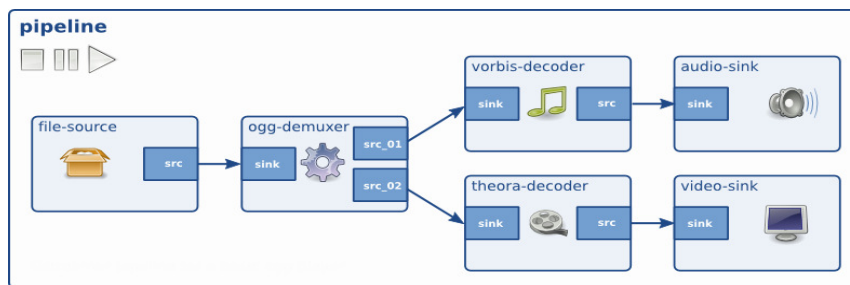 pipeline
file-source
src
ogg-demuxer
sink
src_01
src_02
vorbis-decoder
sink
src
audio-sink
sink
theora-decoder
sink
src
video-sink
sink